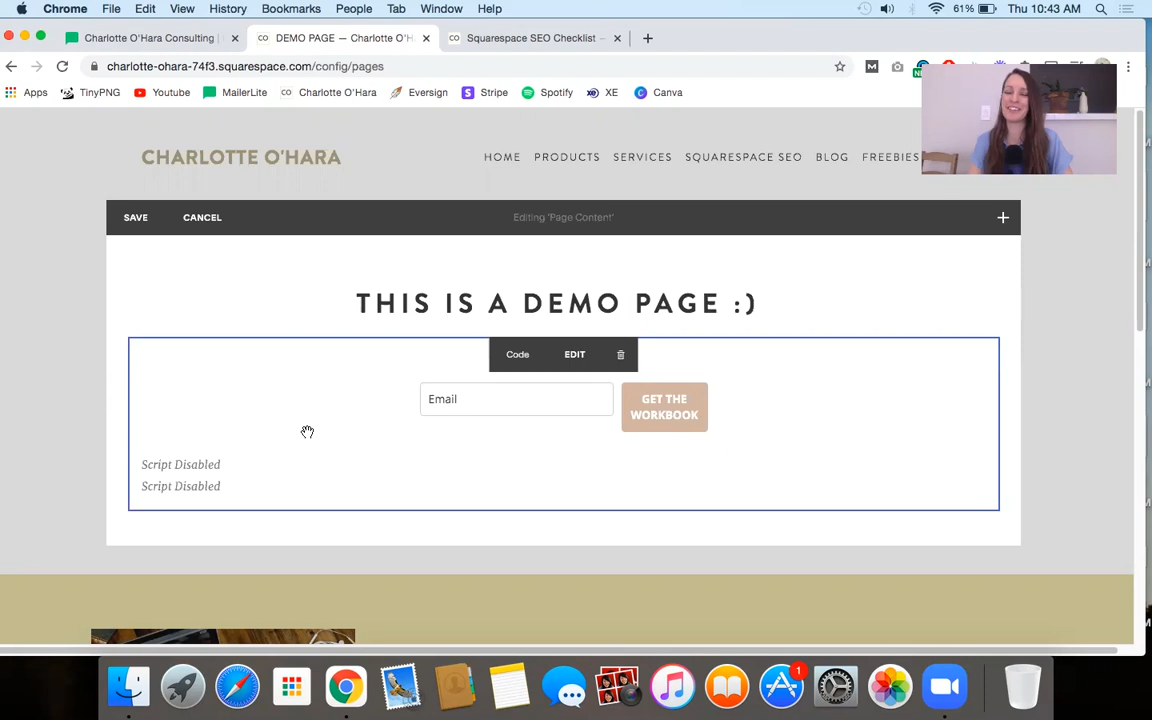 Chrome File Edit View History Bookmarks People Tab Window Help 61% Thu 10:43 AM
Charlotte O'Hara Consulting
DEMO PAGE — Charlotte O'H
Squarespace SEO Checklist –
charlotte-ohara-74f3.squarespace.com/config/pages
Apps TinyPNG Youtube MailerLite CO Charlotte O'Hara Eversign Stripe Spotify XE Canva
CHARLOTTE O'HARA
HOME PRODUCTS SERVICES SQUARESPACE SEO BLOG FREEBIES
SAVE CANCEL Editing 'Page Content' +
THIS IS A DEMO PAGE :)
Code EDIT
Email
GET THE
WORKBOOK
Script Disabled
Script Disabled
1